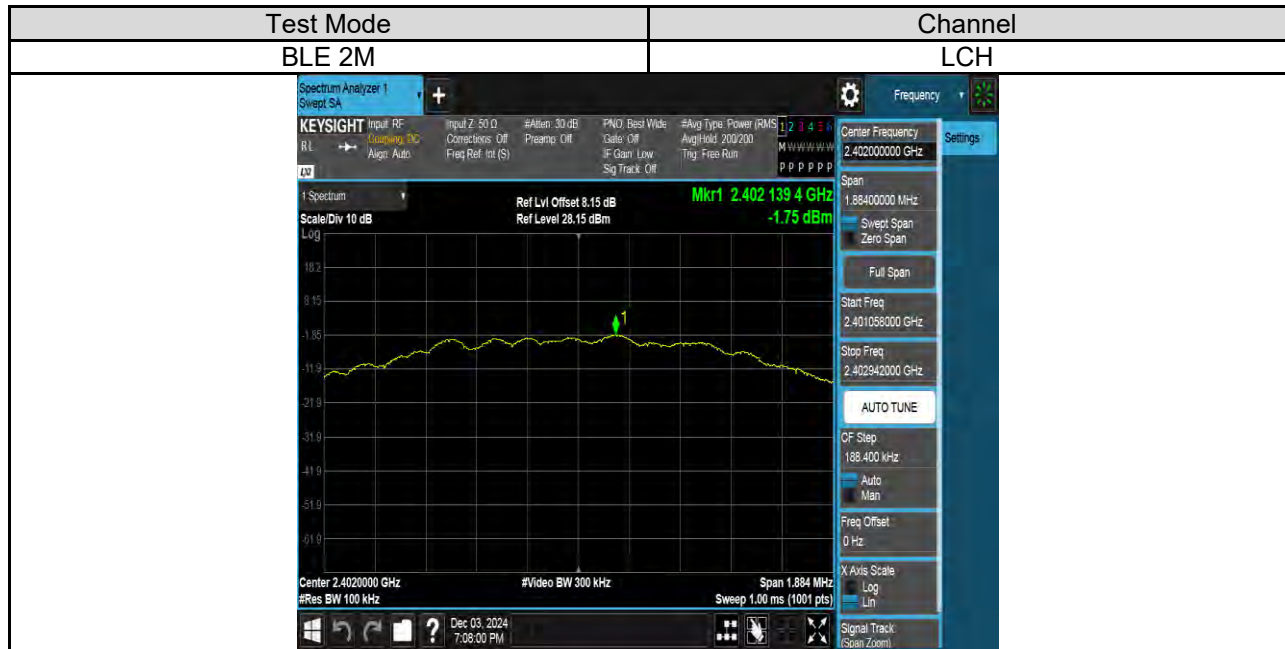 Test Mode
Channel
BLE 2M
LCH
Spectrum Analyzer 1
Swept SA
Frequency
KEYSIGHT
Input: RF
Coupling: DC
Align: Auto
RL
Input Z: 50 Ω
Corrections: Off
Freq Ref: Int (S)
#Atten: 30 dB
Preamp: Off
PNO: Best Wide
Gate: Off
IF Gain: Low
Sig Track: Off
#Avg Type: Power (RMS
Avg|Hold: 200/200
Trig: Free Run
1 2 3 4 5 6
M W W W W W
P P P P P P
Center Frequency
2.402000000 GHz
Settings
Span
1.88400000 MHz
Swept Span
Zero Span
Full Span
Start Freq
2.401058000 GHz
Stop Freq
2.402942000 GHz
AUTO TUNE
CF Step
188.400 kHz
Auto
Man
Freq Offset
0 Hz
X Axis Scale
Log
Lin
Signal Track
(Span Zoom)
1 Spectrum
Scale/Div 10 dB
Log
Ref Lvl Offset 8.15 dB
Ref Level 28.15 dBm
Mkr1 2.402 139 4 GHz
-1.75 dBm
18.2
8.15
1
-1.85
-11.9
-21.9
-31.9
-41.9
-51.9
-61.9
Center 2.4020000 GHz
#Video BW 300 kHz
Span 1.884 MHz
#Res BW 100 kHz
Sweep 1.00 ms (1001 pts)
?
Dec 03, 2024
7:08:00 PM